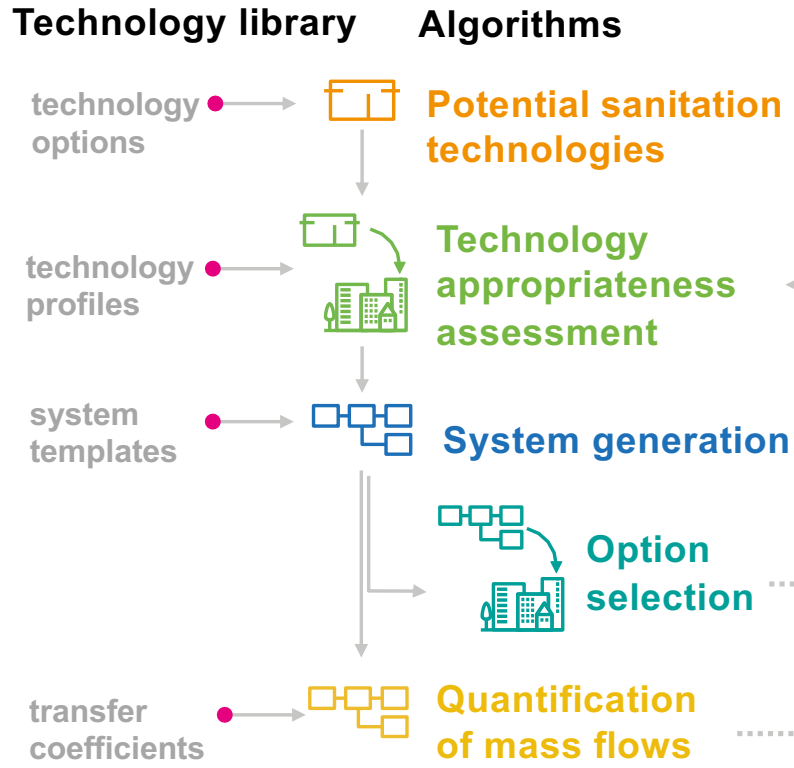 Technology library
Algorithms
technology
options
Potential sanitation
technologies
technology
profiles
Technology
appropriateness
assessment
system
templates
System generation
Option
selection
transfer
coefficients
Quantification
of mass flows